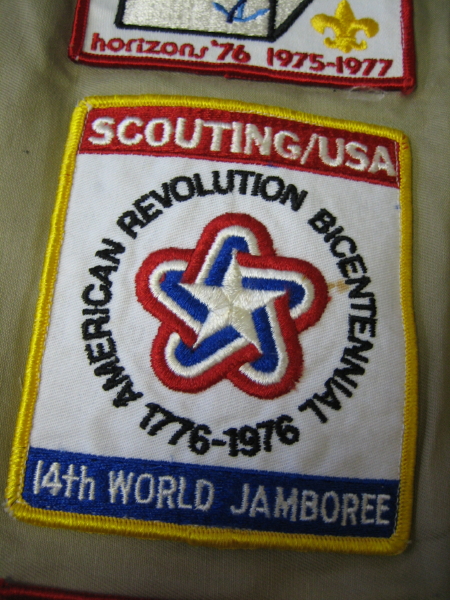 horizons '76 1975-1977
SCOUTING/USA
AMERICAN REVOLUTION BICENTENNIAL
1776-1976
14th WORLD JAMBOREE